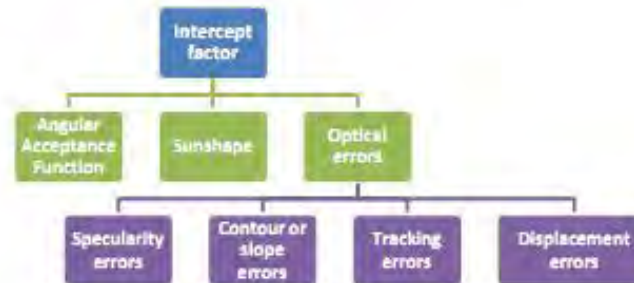 Intercept
factor
Angular
Acceptance
Function
Sunshape
Optical
errors
Specularity
errors
Contour or
slope
errors
Tracking
errors
Displacement
errors